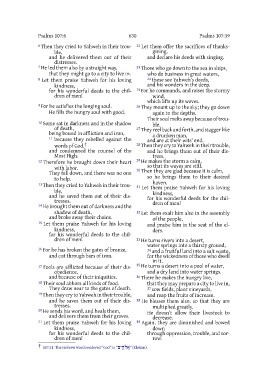 Psalms 107:6 630 Psalms 107:39
6 Then they cried to Yahweh in their trou-
ble,
and he delivered them out of their
distresses.
7 He led them also by a straight way,
that they might go to a city to live in.
8 Let them praise Yahweh for his loving
kindness,
for his wonderful deeds to the chil-
dren of men!
9 For he satisfies the longing soul.
He fills the hungry soul with good.
10 Some sat in darkness and in the shadow
of death,
being bound in affliction and iron,
11 because they rebelled against the
words of God,
and condemned the counsel of the
Most High.
12 Therefore he brought down their heart
with labor.
They fell down, and there was no one
to help.
13 Then they cried to Yahweh in their trou-
ble,
and he saved them out of their dis-
tresses.
14 He brought them out of darkness and the
shadow of death,
and broke away their chains.
15 Let them praise Yahweh for his loving
kindness,
for his wonderful deeds to the chil-
dren of men!
16 For he has broken the gates of bronze,
and cut through bars of iron.
17 Fools are afflicted because of their dis-
obedience,
and because of their iniquities.
18 Their soul abhors all kinds of food.
They draw near to the gates of death.
19 Then they cry to Yahweh in their trouble,
and he saves them out of their dis-
tresses.
20 He sends his word, and heals them,
and delivers them from their graves.
21 Let them praise Yahweh for his loving
kindness,
for his wonderful deeds to the chil-
dren of men!
22 Let them offer the sacrifices of thanks-
giving,
and declare his deeds with singing.
23 Those who go down to the sea in ships,
who do business in great waters,
24 these see Yahweh's deeds,
and his wonders in the deep.
25 For he commands, and raises the stormy
wind,
which lifts up its waves.
26 They mount up to the sky; they go down
again to the depths.
Their soul melts away because of trou-
ble.
27 They reel back and forth, and stagger like
a drunken man,
and are at their wits' end.
28 Then they cry to Yahweh in their trouble,
and he brings them out of their dis-
tress.
29 He makes the storm a calm,
so that its waves are still.
30 Then they are glad because it is calm,
so he brings them to their desired
haven.
31 Let them praise Yahweh for his loving
kindness,
for his wonderful deeds for the chil-
dren of men!
32 Let them exalt him also in the assembly
of the people,
and praise him in the seat of the el-
ders.
33 He turns rivers into a desert,
water springs into a thirsty ground,
34 and a fruitful land into a salt waste,
for the wickedness of those who dwell
in it.
35 He turns a desert into a pool of water,
and a dry land into water springs.
36 There he makes the hungry live,
that they may prepare a city to live in,
37 sow fields, plant vineyards,
and reap the fruits of increase.
38 He blesses them also, so that they are
multiplied greatly.
He doesn't allow their livestock to
decrease.
39 Again, they are diminished and bowed
down
through oppression, trouble, and sor-
row.
107:11 The Hebrew word rendered "God" is